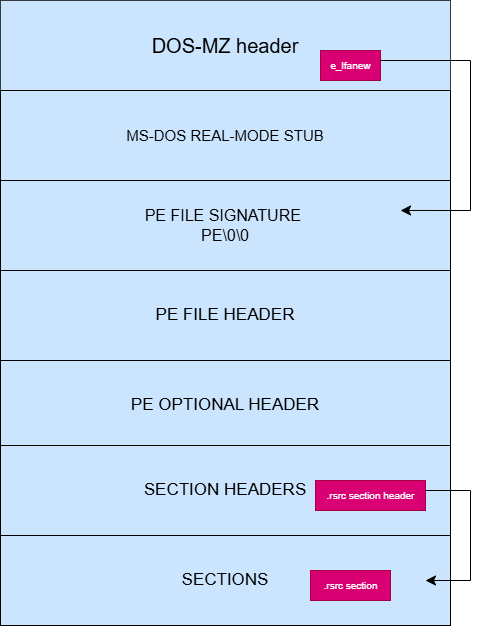 DOS-MZ header
e_lfanew
MS-DOS REAL-MODE STUB
PE FILE SIGNATURE
PE\0\0
PE FILE HEADER
PE OPTIONAL HEADER
SECTION HEADERS
.rsrc section header
SECTIONS
.rsrc section